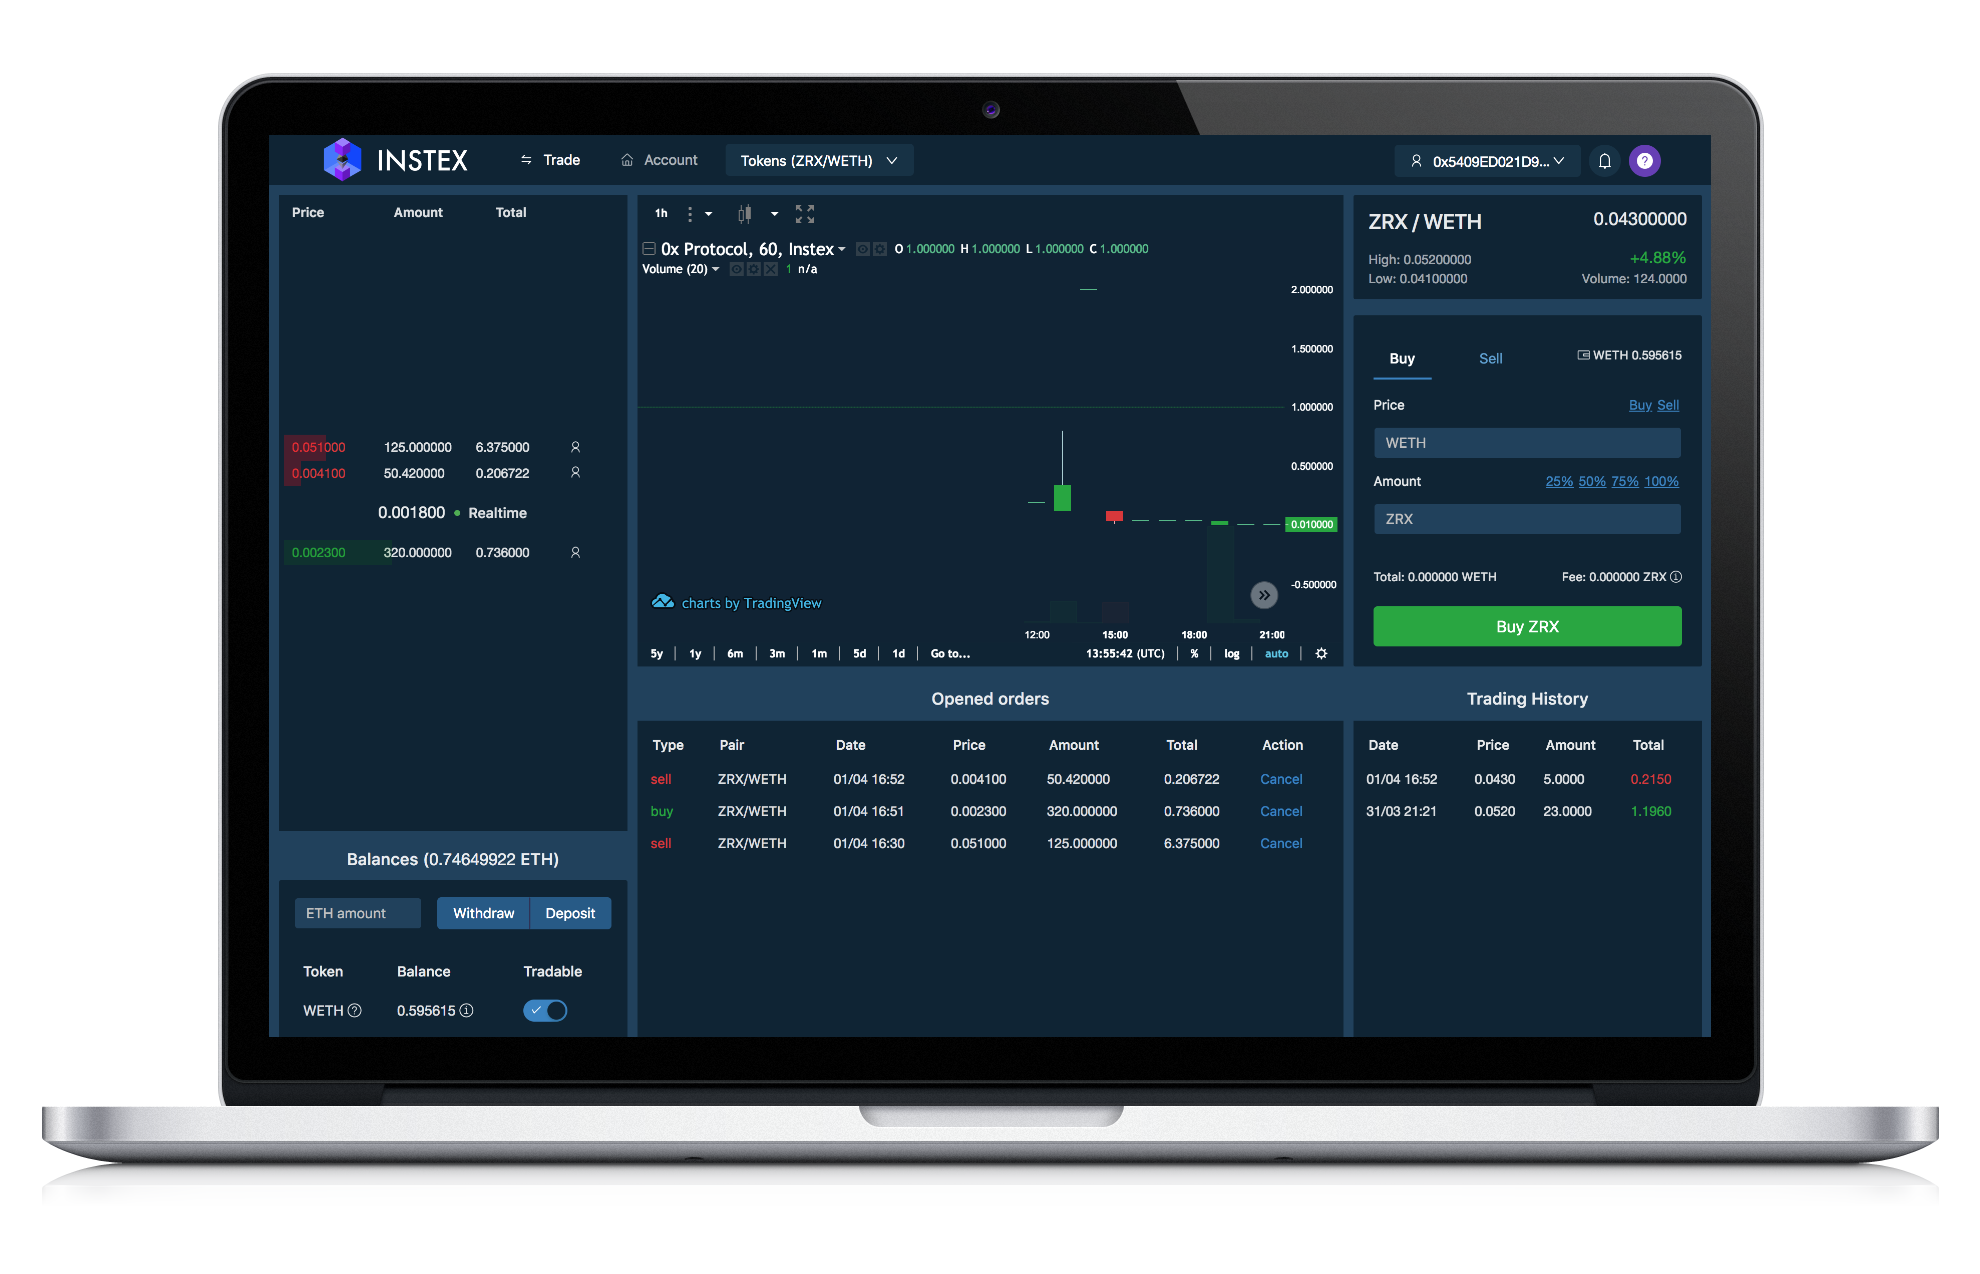 INSTEX Trade Account Tokens (ZRX/WETH) 0x5409ED021D9... ?
Price Amount Total
0.051000 125.000000 6.375000
0.004100 50.420000 0.206722
0.001800 • Realtime
0.002300 320.000000 0.736000
Balances (0.74649922 ETH)
ETH amount Withdraw Deposit
Token Balance Tradable
WETH 0.595615
1h
0x Protocol, 60, Instex O 1.000000 H 1.000000 L 1.000000 C 1.000000
Volume (20) 1 n/a
2.000000
1.500000
1.000000
0.500000
0.010000
-0.500000
charts by TradingView
12:00 15:00 18:00 21:00
5y 1y 6m 3m 1m 5d 1d Go to... 13:55:42 (UTC) % log auto
Opened orders
Type Pair Date Price Amount Total Action
sell ZRX/WETH 01/04 16:52 0.004100 50.420000 0.206722 Cancel
buy ZRX/WETH 01/04 16:51 0.002300 320.000000 0.736000 Cancel
sell ZRX/WETH 01/04 16:30 0.051000 125.000000 6.375000 Cancel
ZRX / WETH 0.04300000
High: 0.05200000 +4.88%
Low: 0.04100000 Volume: 124.0000
Buy Sell WETH 0.595615
Price Buy Sell
WETH
Amount 25% 50% 75% 100%
ZRX
Total: 0.000000 WETH Fee: 0.000000 ZRX
Buy ZRX
Trading History
Date Price Amount Total
01/04 16:52 0.0430 5.0000 0.2150
31/03 21:21 0.0520 23.0000 1.1960